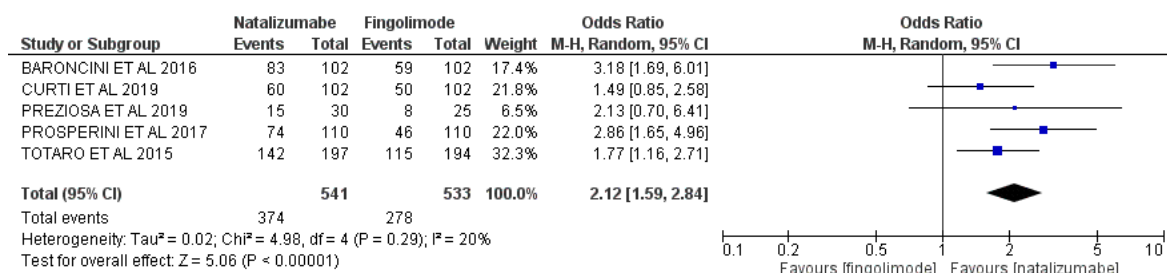 Natalizumabe Fingolimode Odds Ratio Odds Ratio
Study or Subgroup Events Total Events Total Weight M-H, Random, 95% CI M-H, Random, 95% CI
BARONCINI ET AL 2016 83 102 59 102 17.4% 3.18 [1.69, 6.01]
CURTI ET AL 2019 60 102 50 102 21.8% 1.49 [0.85, 2.58]
PREZIOSA ET AL 2019 15 30 8 25 6.5% 2.13 [0.70, 6.41]
PROSPERINI ET AL 2017 74 110 46 110 22.0% 2.86 [1.65, 4.96]
TOTARO ET AL 2015 142 197 115 194 32.3% 1.77 [1.16, 2.71]
Total (95% CI) 541 533 100.0% 2.12 [1.59, 2.84]
Total events 374 278
Heterogeneity: Tau² = 0.02; Chi² = 4.98, df = 4 (P = 0.29); I² = 20%
Test for overall effect: Z = 5.06 (P < 0.00001)
0.1 0.2 0.5 1 2 5 10
Favours [fingolimode] Favours [natalizumabe]